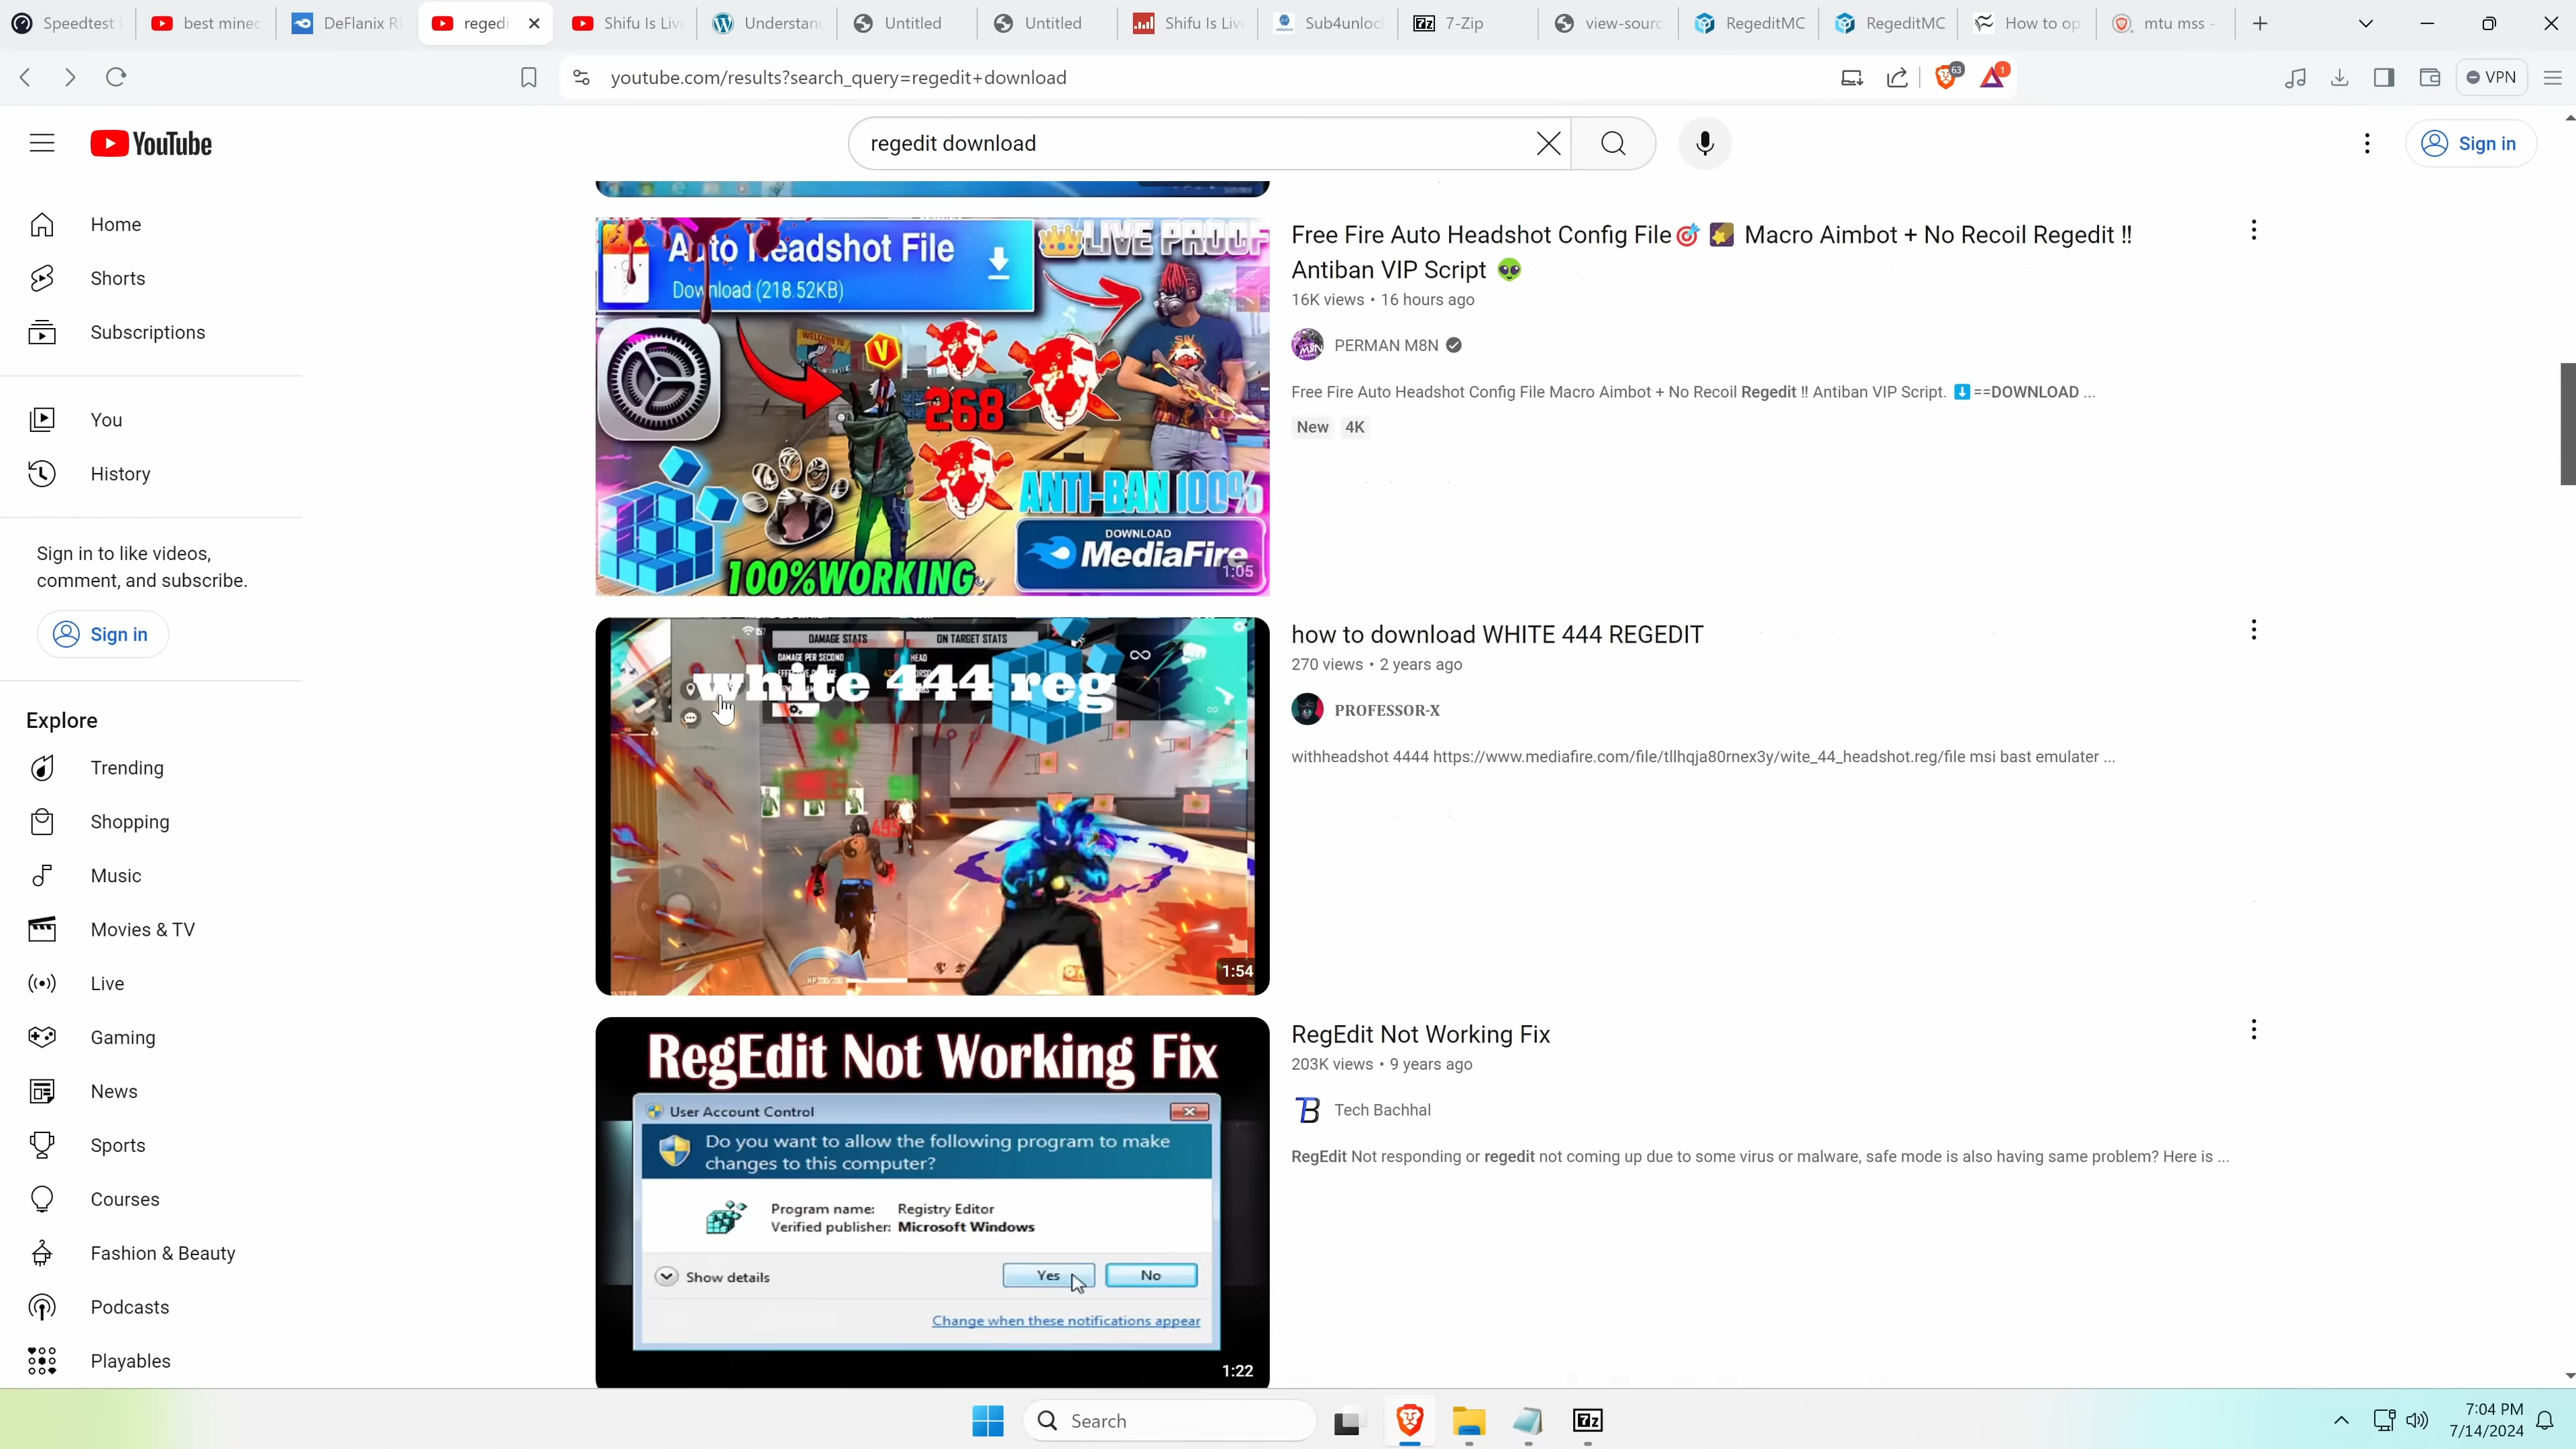 Speedtest
best minec
DeFlanix R
regedi
Shifu Is Liv
Understan
Untitled
Untitled
Shifu Is Liv
Sub4unloc
7-Zip
view-sourc
RegeditMC
RegeditMC
How to op
mtu mss -
youtube.com/results?search_query=regedit+download
63
1
VPN
YouTube
regedit download
Sign in
Home
Shorts
Subscriptions
You
History
Sign in to like videos,
comment, and subscribe.
Sign in
Explore
Trending
Shopping
Music
Movies & TV
Live
Gaming
News
Sports
Courses
Fashion & Beauty
Podcasts
Playables
Auto Headshot File
Download (218.52KB)
LIVE PROOF
V
268
ANTI-BAN 100%
DOWNLOAD
MediaFire
100%WORKING
1:05
Free Fire Auto Headshot Config File🎯 🌠 Macro Aimbot + No Recoil Regedit ‼
Antiban VIP Script 👽
16K views • 16 hours ago
PERMAN M8N
Free Fire Auto Headshot Config File Macro Aimbot + No Recoil Regedit ‼ Antiban VIP Script. ⬇==DOWNLOAD ...
New 4K
DAMAGE STATS
ON TARGET STATS
DAMAGE PER SECOND
HEAD
white 444 reg
1:54
how to download WHITE 444 REGEDIT
270 views • 2 years ago
PROFESSOR-X
withheadshot 4444 https://www.mediafire.com/file/tllhqja80rnex3y/wite_44_headshot.reg/file msi bast emulater ...
RegEdit Not Working Fix
User Account Control
Do you want to allow the following program to make
changes to this computer?
Program name: Registry Editor
Verified publisher: Microsoft Windows
Show details
Yes
No
Change when these notifications appear
1:22
RegEdit Not Working Fix
203K views • 9 years ago
Tech Bachhal
RegEdit Not responding or regedit not coming up due to some virus or malware, safe mode is also having same problem? Here is ...
Search
7z
7:04 PM
7/14/2024